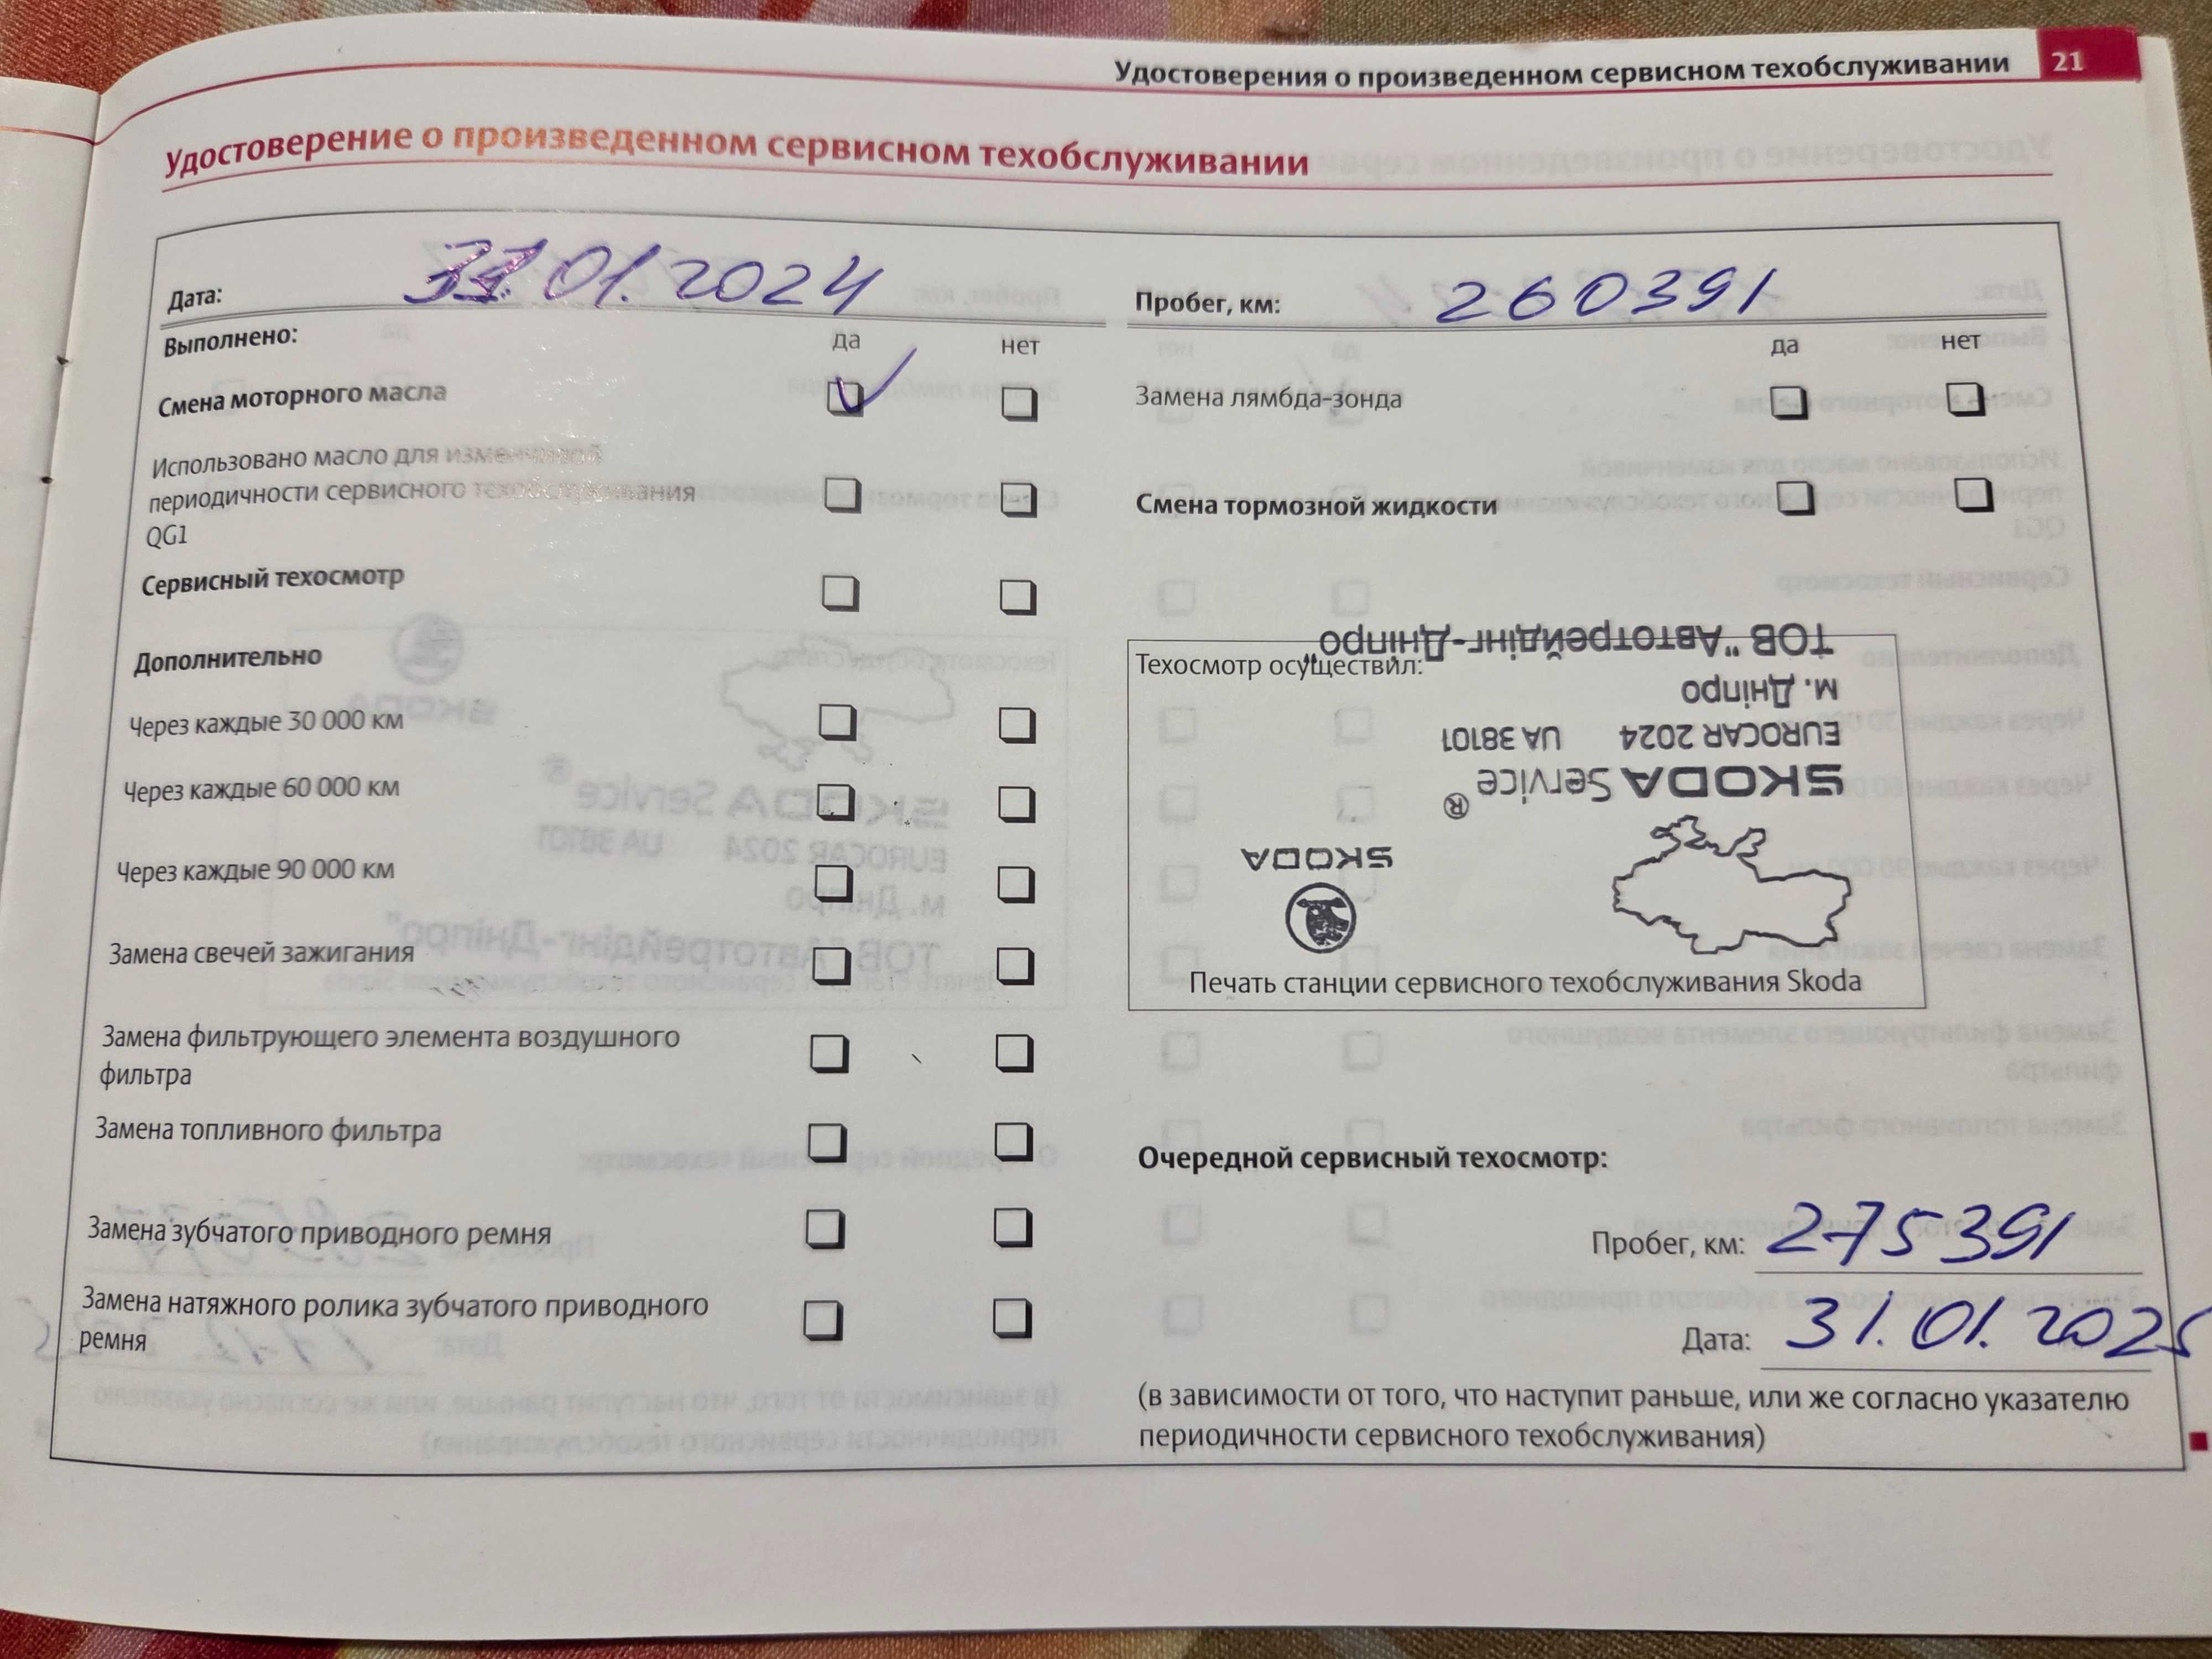 Удостоверения о произведенном сервисном техобслуживании 21
Удостоверение о произведенном сервисном техобслуживании
Дата: 31.01.2024
Выполнено: да нет
Смена моторного масла
Использовано масло для изменчивой
периодичности сервисного техобслуживания
QG1
Сервисный техосмотр
Дополнительно
Через каждые 30 000 км
Через каждые 60 000 км
Через каждые 90 000 км
Замена свечей зажигания
Замена фильтрующего элемента воздушного
фильтра
Замена топливного фильтра
Замена зубчатого приводного ремня
Замена натяжного ролика зубчатого приводного
ремня
Пробег, км: 260391
да нет
Замена лямбда-зонда
Смена тормозной жидкости
Техосмотр осуществил:
SKODA
SKODA Service®
EUROCAR 2024 UA 38101
м. Дніпро
ТОВ "Автотрейдінг-Дніпро"
Печать станции сервисного техобслуживания Skoda
Очередной сервисный техосмотр:
Пробег, км: 275391
Дата: 31.01.2025
(в зависимости от того, что наступит раньше, или же согласно указателю
периодичности сервисного техобслуживания)